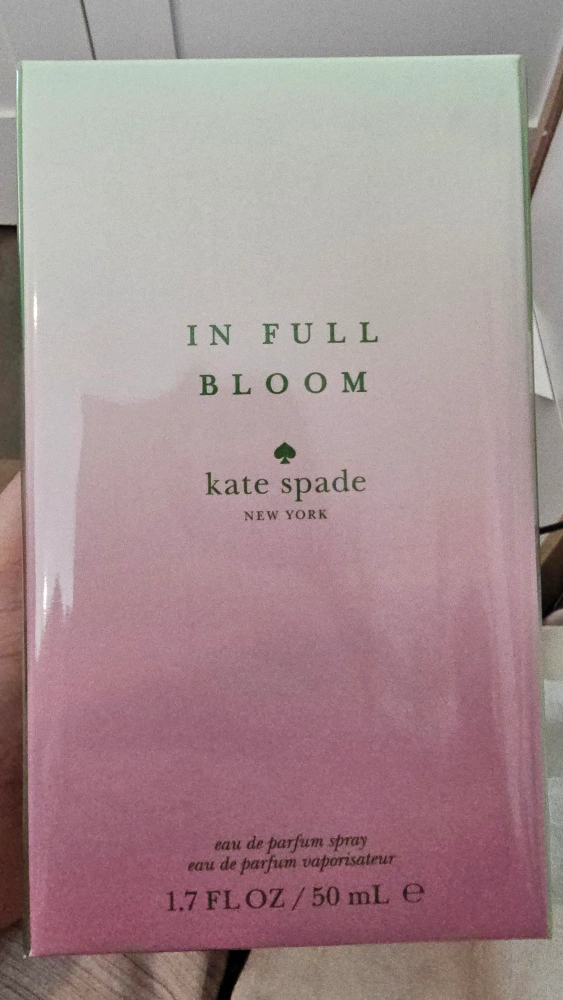 IN FULL
BLOOM
kate spade
NEW YORK
eau de parfum spray
eau de parfum vaporisateur
1.7 FL OZ / 50 mL ℮